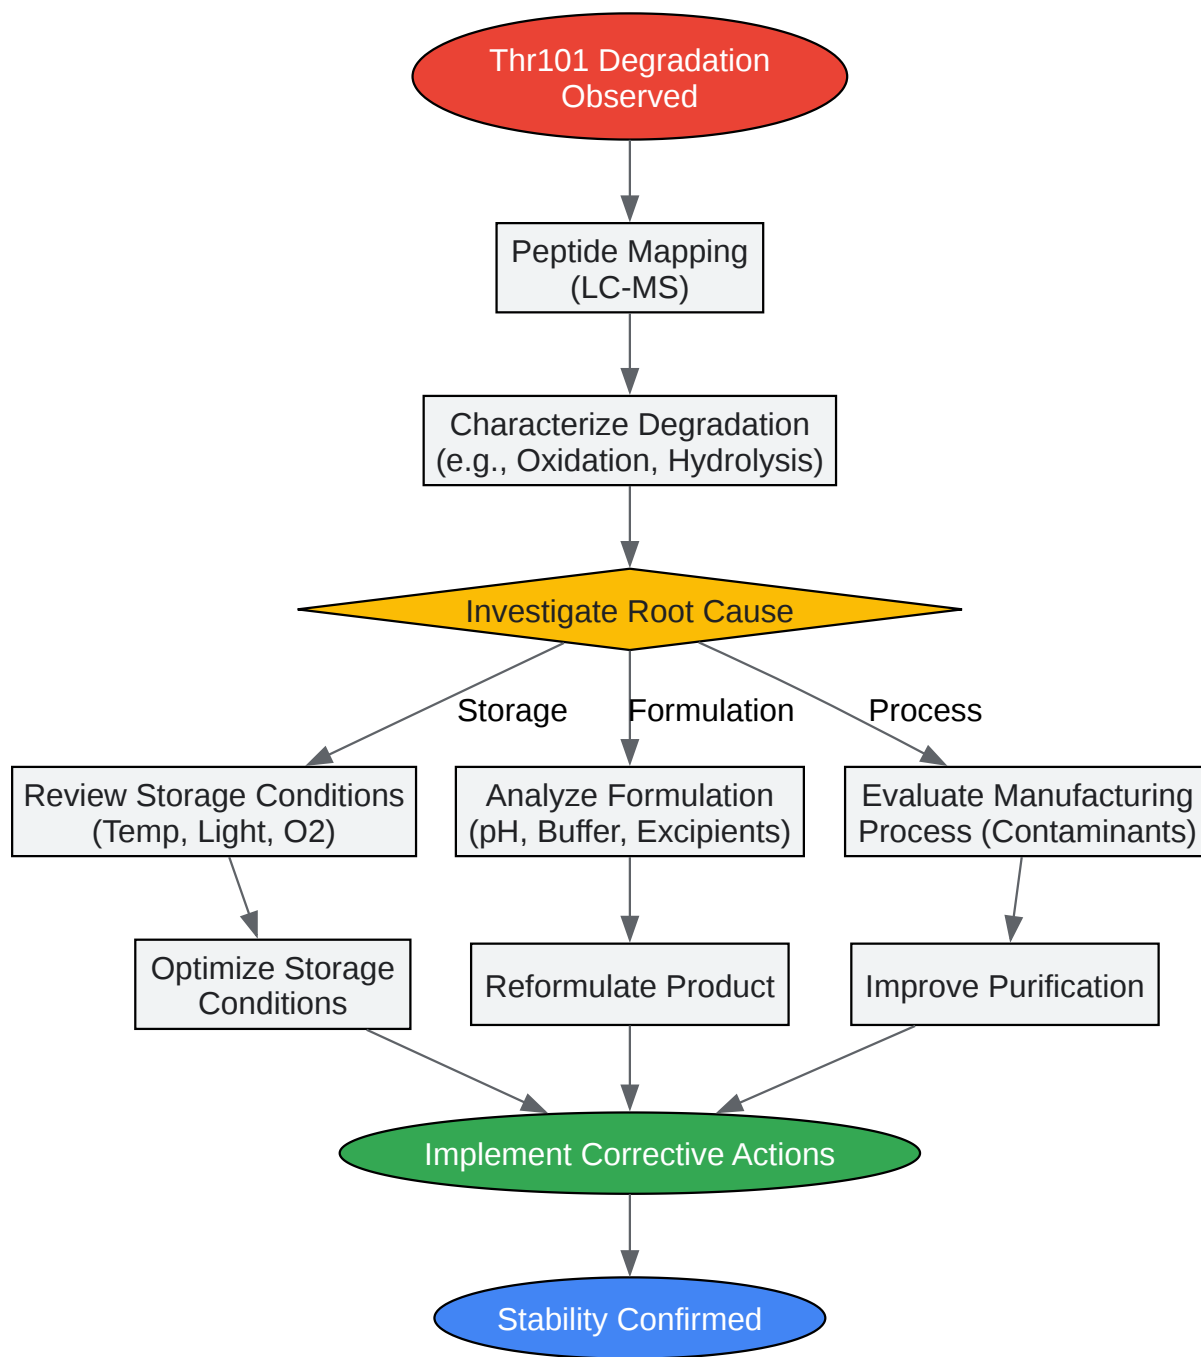 Thr101 Degradation
Observed
Peptide Mapping
(LC-MS)
Characterize Degradation
(e.g., Oxidation, Hydrolysis)
Investigate Root Cause
Storage
Formulation
Process
Review Storage Conditions
(Temp, Light, O2)
Analyze Formulation
(pH, Buffer, Excipients)
Evaluate Manufacturing
Process (Contaminants)
Optimize Storage
Conditions
Reformulate Product
Improve Purification
Implement Corrective Actions
Stability Confirmed